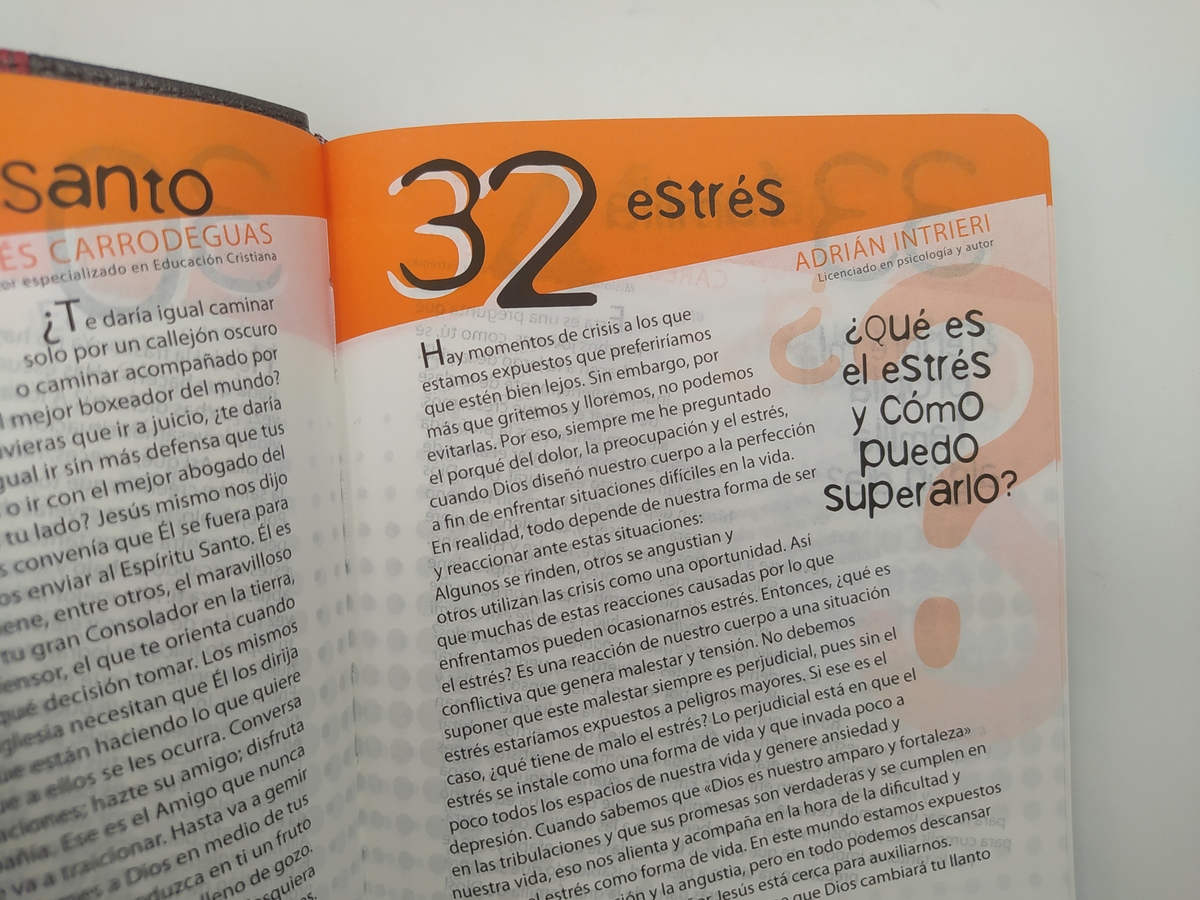 santo
ÉS CARRODEGUAS
or especializado en Educación Cristiana
¿Te daría igual caminar
solo por un callejón oscuro
o caminar acompañado por
l mejor boxeador del mundo?
uvieras que ir a juicio, ¿te daría
gual ir sin más defensa que tus
o ir con el mejor abogado del
tu lado? Jesús mismo nos dijo
s convenía que Él se fuera para
os enviar al Espíritu Santo. Él es
iene, entre otros, el maravilloso
tu gran Consolador en la tierra,
ensor, el que te orienta cuando
qué decisión tomar. Los mismos
glesia necesitan que Él los dirija
ue están haciendo lo que quiere
ue a ellos se les ocurra. Conversa
aciones; hazte su amigo; disfruta
pañía. Ese es el Amigo que nunca
va a traicionar. Hasta va a gemir
nes a Dios en medio de tus
oduzca en ti un fruto
lleno de gozo.
squiera
32 estrés
ADRIÁN INTRIERI
Licenciado en psicología y autor
¿Qué es
el estrés
y cómo
puedo
superarlo?
Hay momentos de crisis a los que
estamos expuestos que preferiríamos
que estén bien lejos. Sin embargo, por
más que gritemos y lloremos, no podemos
evitarlas. Por eso, siempre me he preguntado
el porqué del dolor, la preocupación y el estrés,
cuando Dios diseñó nuestro cuerpo a la perfección
a fin de enfrentar situaciones difíciles en la vida.
En realidad, todo depende de nuestra forma de ser
y reaccionar ante estas situaciones:
Algunos se rinden, otros se angustian y
otros utilizan las crisis como una oportunidad. Así
que muchas de estas reacciones causadas por lo que
enfrentamos pueden ocasionarnos estrés. Entonces, ¿qué es
el estrés? Es una reacción de nuestro cuerpo a una situación
conflictiva que genera malestar y tensión. No debemos
suponer que este malestar siempre es perjudicial, pues sin el
estrés estaríamos expuestos a peligros mayores. Si ese es el
caso, ¿qué tiene de malo el estrés? Lo perjudicial está en que el
estrés se instale como una forma de vida y que invada poco a
poco todos los espacios de nuestra vida y genere ansiedad y
depresión. Cuando sabemos que «Dios es nuestro amparo y fortaleza»
en las tribulaciones y que sus promesas son verdaderas y se cumplen en
nuestra vida, eso nos alienta y acompaña en la hora de la dificultad y
el estrés como forma de vida. En este mundo estamos expuestos
ión y la angustia, pero en todo podemos descansar
r Jesús está cerca para auxiliarnos.
que Dios cambiará tu llanto